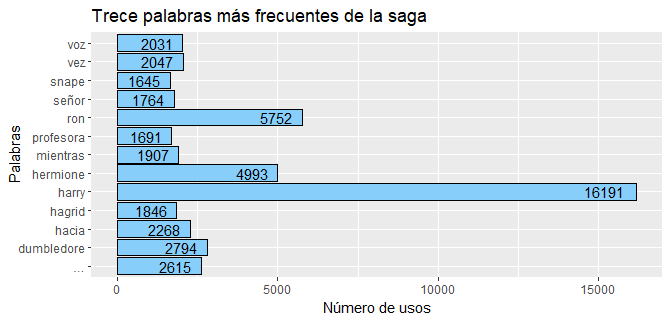 Trece palabras más frecuentes de la saga
Palabras
voz 2031
vez 2047
snape 1645
señor 1764
ron 5752
profesora 1691
mientras 1907
hermione 4993
harry 16191
hagrid 1846
hacia 2268
dumbledore 2794
... 2615
0 5000 10000 15000
Número de usos